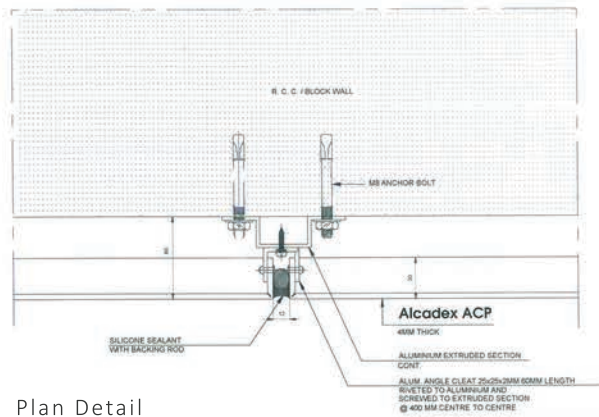 R. C. C. / BLOCK WALL
M8 ANCHOR BOLT
12
Alcadex ACP
4MM THICK
SILICONE SEALANT
WITH BACKING ROD
ALUMINIUM EXTRUDED SECTION
CONT.
ALUM. ANGLE CLEAT 25x25x2MM 60MM LENGTH
RIVETED TO ALUMINIUM AND
SCREWED TO EXTRUDED SECTION
@ 400 MM CENTRE TO CENTRE
Plan Detail